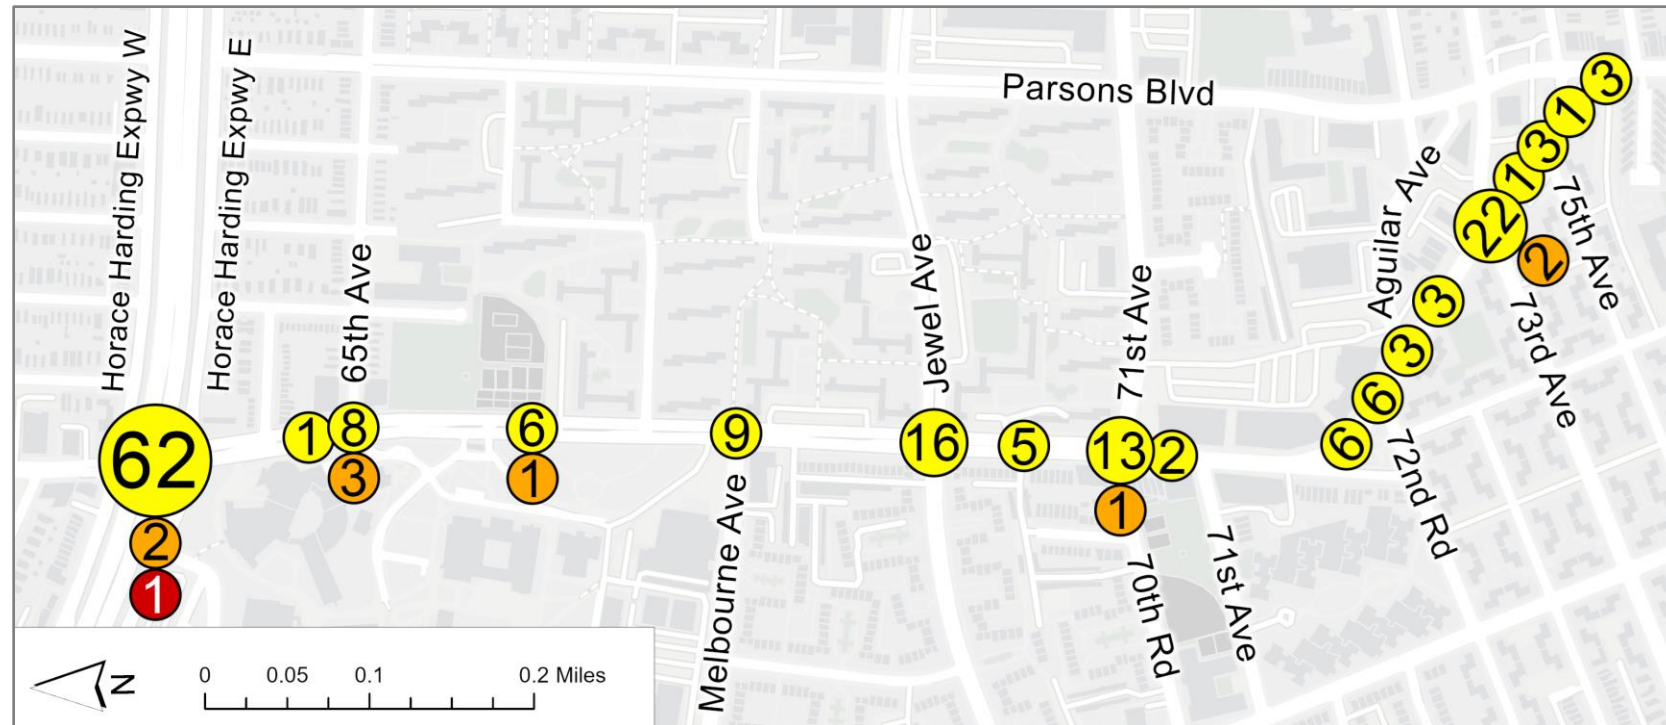 Horace Harding Expwy W
Horace Harding Expwy E
65th Ave
Parsons Blvd
Jewel Ave
71st Ave
Aguilar Ave
75th Ave
73rd Ave
72nd Rd
Melbourne Ave
70th Rd
71st Ave
62
2
1
1
8
3
6
1
9
16
5
13
2
1
6
6
3
3
22
2
1
3
1
3
N
0 0.05 0.1 0.2 Miles